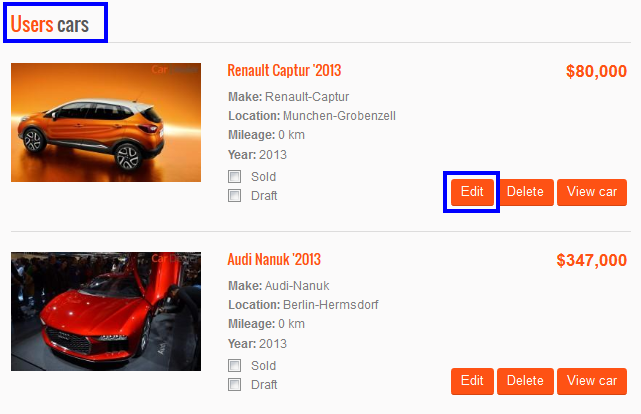 Users cars
Renault Captur '2013
$80,000
Make: Renault-Captur
Location: Munchen-Grobenzell
Mileage: 0 km
Year: 2013
Sold
Draft
Edit Delete View car
Audi Nanuk '2013
$347,000
Make: Audi-Nanuk
Location: Berlin-Hermsdorf
Mileage: 0 km
Year: 2013
Sold
Draft
Edit Delete View car